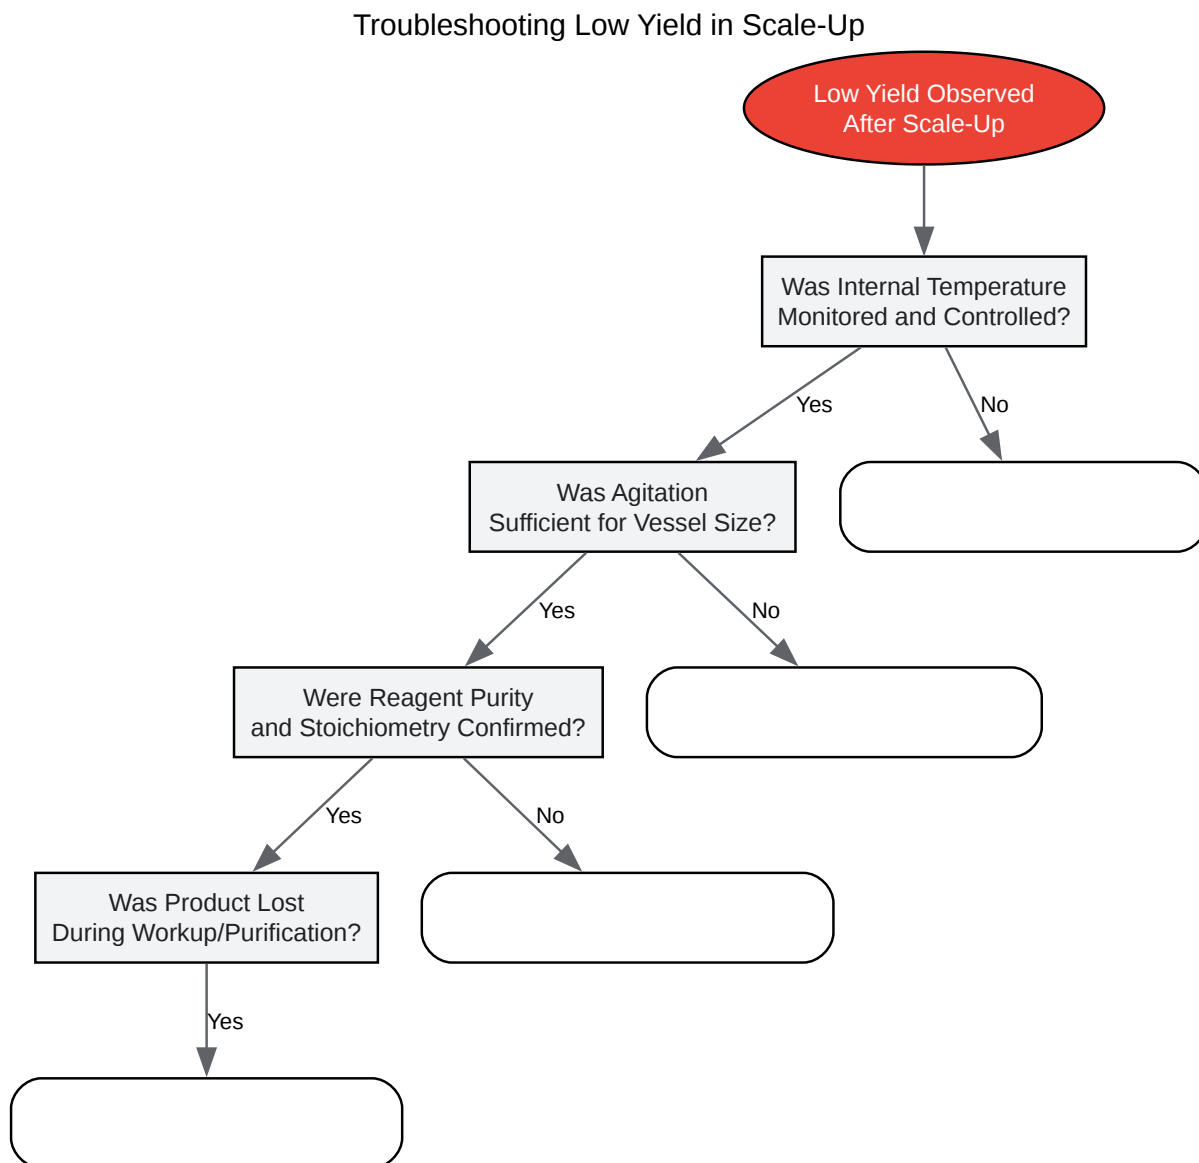 Troubleshooting Low Yield in Scale-Up
Low Yield Observed
After Scale-Up
Was Internal Temperature
Monitored and Controlled?
Yes
No
Was Agitation
Sufficient for Vessel Size?
Yes
No
Were Reagent Purity
and Stoichiometry Confirmed?
Yes
No
Was Product Lost
During Workup/Purification?
Yes